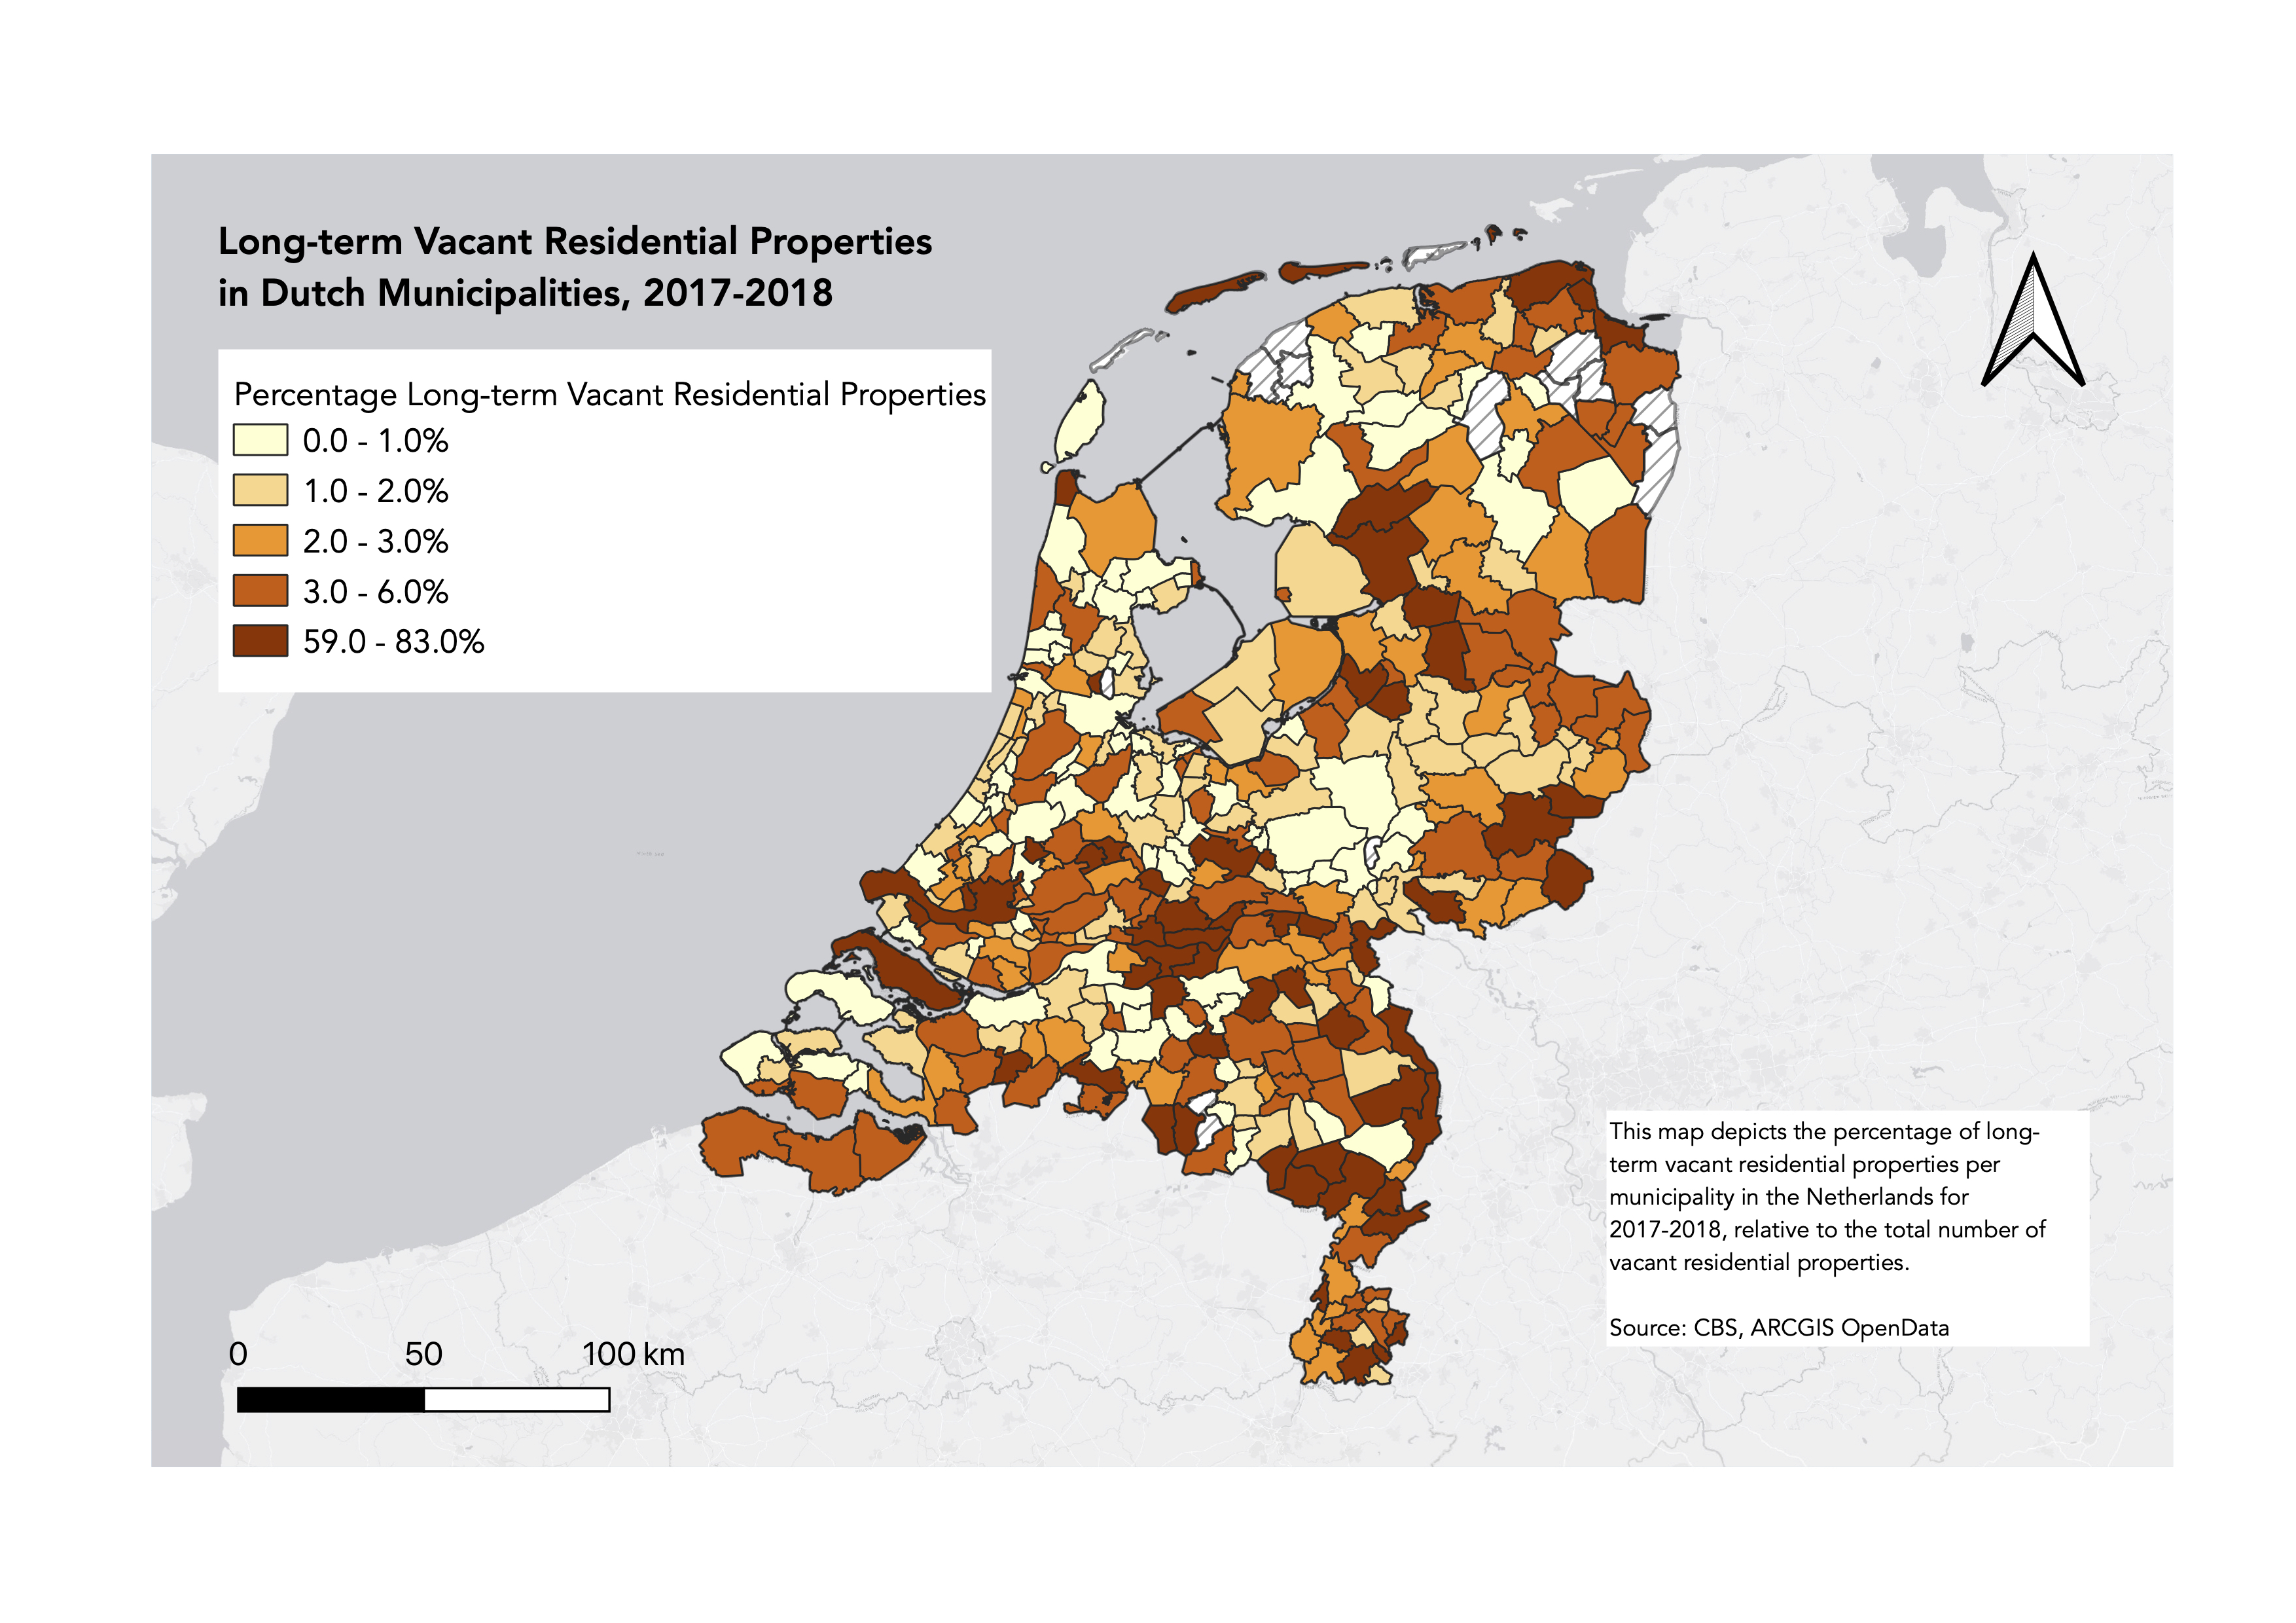 Long-term Vacant Residential Properties
in Dutch Municipalities, 2017-2018
Percentage Long-term Vacant Residential Properties
0.0 - 1.0%
1.0 - 2.0%
2.0 - 3.0%
3.0 - 6.0%
59.0 - 83.0%
This map depicts the percentage of long-
term vacant residential properties per
municipality in the Netherlands for
2017-2018, relative to the total number of
vacant residential properties.
Source: CBS, ARCGIS OpenData
0 50 100 km